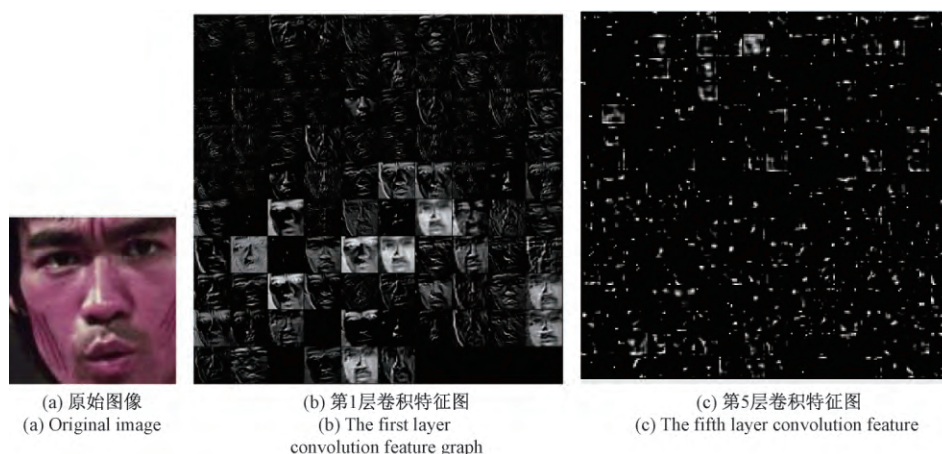 (a) 原始图像
(a) Original image
(b) 第1层卷积特征图
(b) The first layer
convolution feature graph
(c) 第5层卷积特征图
(c) The fifth layer convolution feature